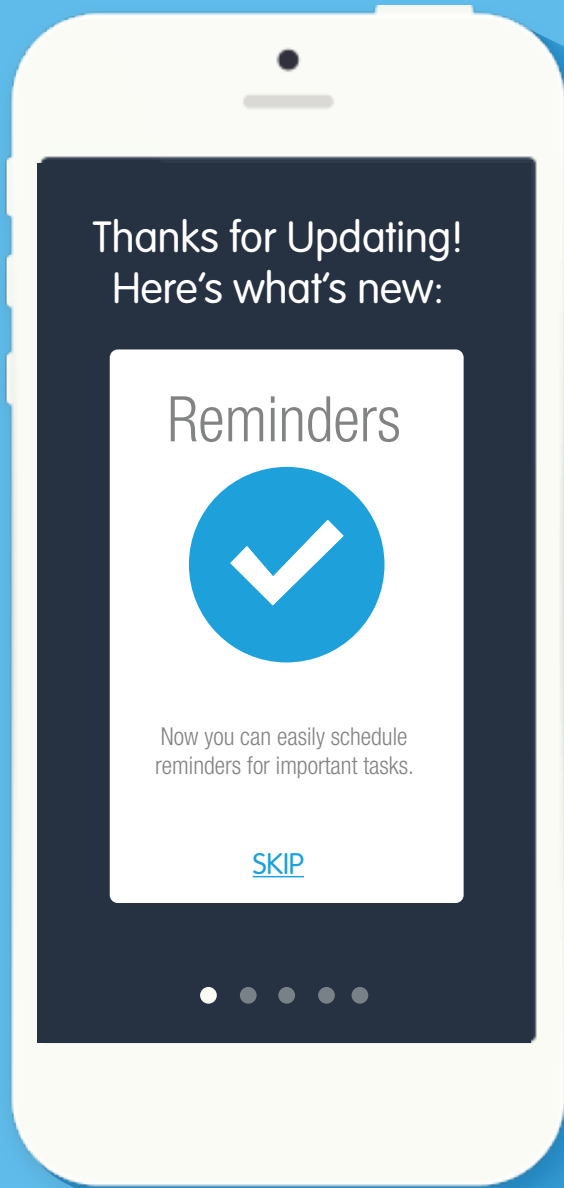 Thanks for Updating!
Here's what's new:
Reminders
Now you can easily schedule
reminders for important tasks.
SKIP